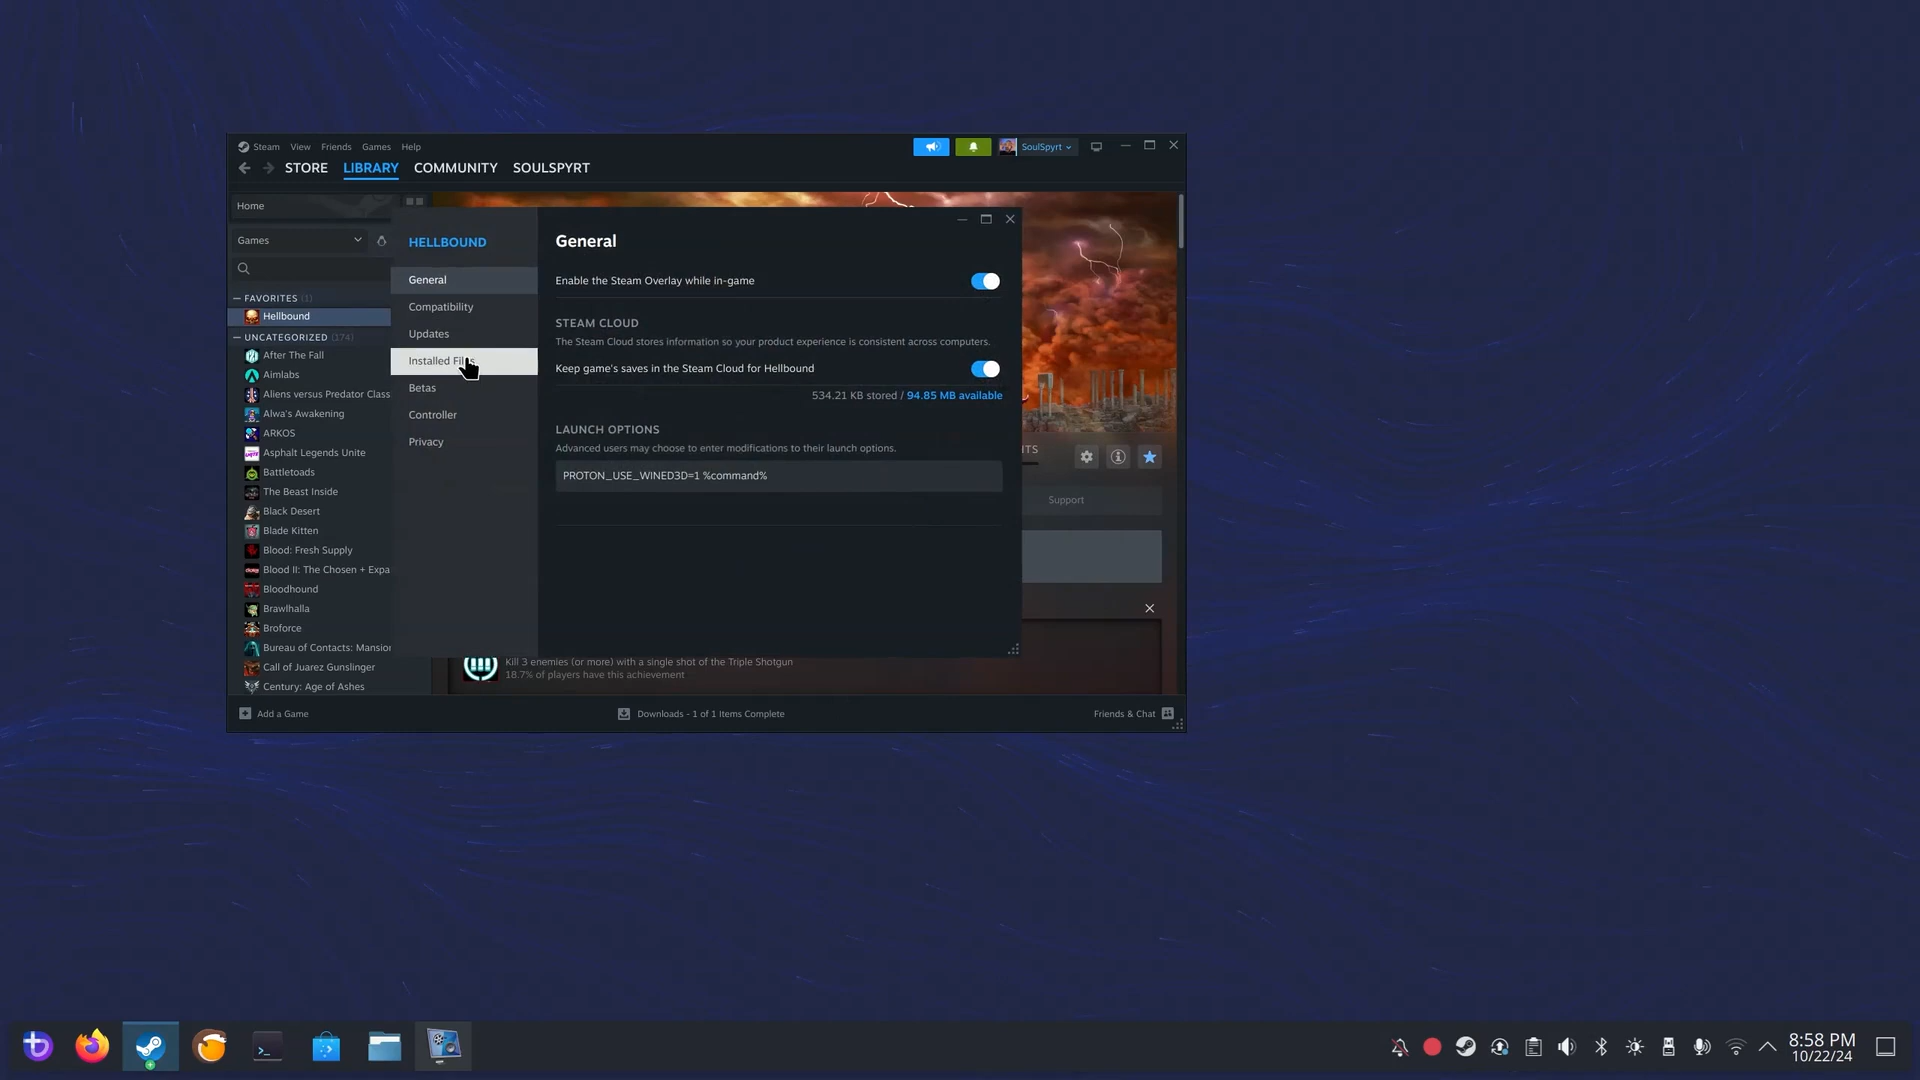 Steam View Friends Games Help
SoulSpyrt
STORE LIBRARY COMMUNITY SOULSPYRT
Home
Games
FAVORITES (1)
Hellbound
UNCATEGORIZED (174)
After The Fall
Aimlabs
Aliens versus Predator Class
Alwa's Awakening
ARKOS
Asphalt Legends Unite
Battletoads
The Beast Inside
Black Desert
Blade Kitten
Blood: Fresh Supply
Blood II: The Chosen + Expa
Bloodhound
Brawlhalla
Broforce
Bureau of Contacts: Mansion
Call of Juarez Gunslinger
Century: Age of Ashes
HELLBOUND
General
Compatibility
Updates
Installed Files
Betas
Controller
Privacy
General
Enable the Steam Overlay while in-game
STEAM CLOUD
The Steam Cloud stores information so your product experience is consistent across computers.
Keep game's saves in the Steam Cloud for Hellbound
534.21 KB stored / 94.85 MB available
LAUNCH OPTIONS
Advanced users may choose to enter modifications to their launch options.
PROTON_USE_WINED3D=1 %command%
TS
Support
Kill 3 enemies (or more) with a single shot of the Triple Shotgun
18.7% of players have this achievement
Add a Game
Downloads - 1 of 1 Items Complete
Friends & Chat
8:58 PM
10/22/24